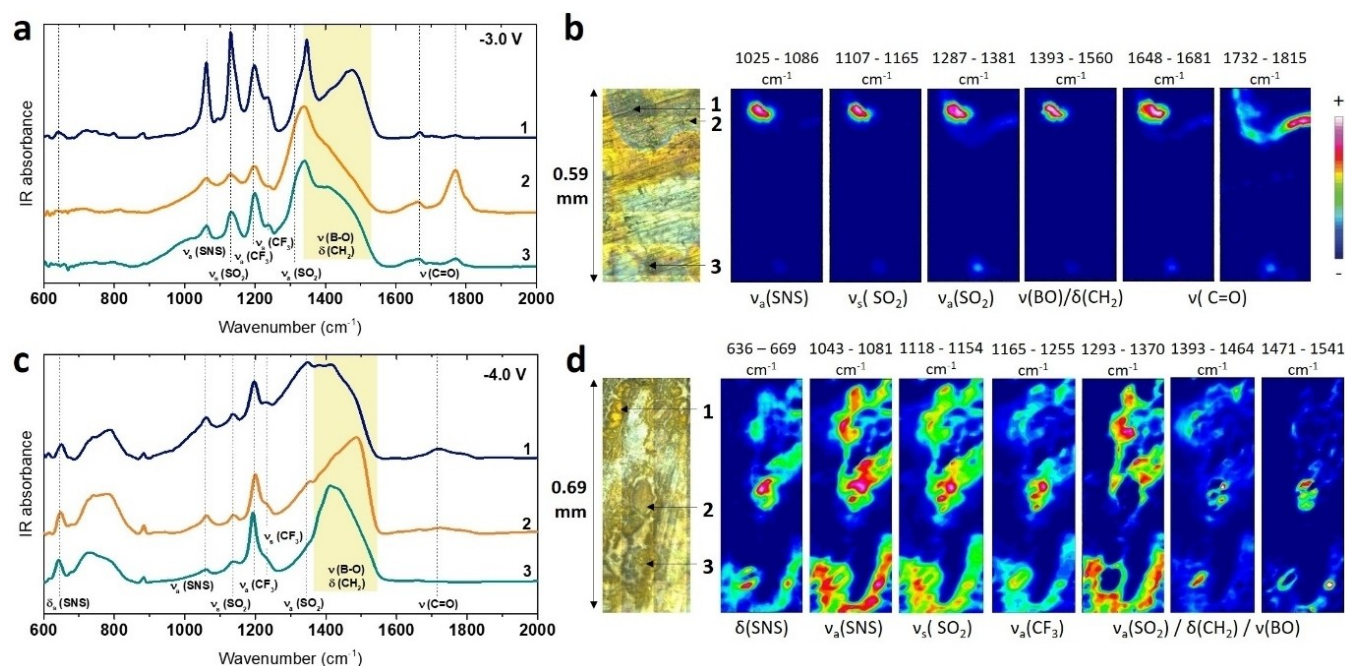 a
-3.0 V
IR absorbance
1
2
3
νₐ (SNS)
νₛ (SO₂)
νₐ (CF₃)
νₛ (CF₃)
νₐ (SO₂)
ν(B-O)
δ(CH₂)
ν (C=O)
600 800 1000 1200 1400 1600 1800 2000
Wavenumber (cm⁻¹)
b
1025 - 1086 1107 - 1165 1287 - 1381 1393 - 1560 1648 - 1681 1732 - 1815
cm⁻¹ cm⁻¹ cm⁻¹ cm⁻¹ cm⁻¹ cm⁻¹
0.59
mm
1
2
3
+
-
νₐ(SNS) νₛ( SO₂) νₐ(SO₂) ν(BO)/δ(CH₂) ν( C=O)
c
-4.0 V
IR absorbance
1
2
3
δₛ (SNS)
νₐ (SNS)
νₛ (SO₂)
νₐ (CF₃)
νₛ (CF₃)
νₐ (SO₂)
ν(B-O)
δ(CH₂)
ν (C=O)
600 800 1000 1200 1400 1600 1800 2000
Wavenumber (cm⁻¹)
d
636 – 669 1043 - 1081 1118 - 1154 1165 - 1255 1293 - 1370 1393 - 1464 1471 - 1541
cm⁻¹ cm⁻¹ cm⁻¹ cm⁻¹ cm⁻¹ cm⁻¹ cm⁻¹
0.69
mm
1
2
3
δ(SNS) νₐ(SNS) νₛ( SO₂) νₐ(CF₃) νₐ(SO₂) / δ(CH₂) / ν(BO)